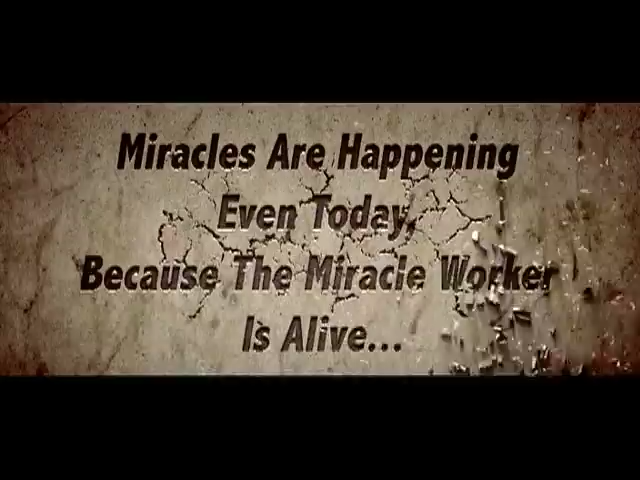 Miracles Are Happening
Even Today,
Because The Miracle Worker
Is Alive...